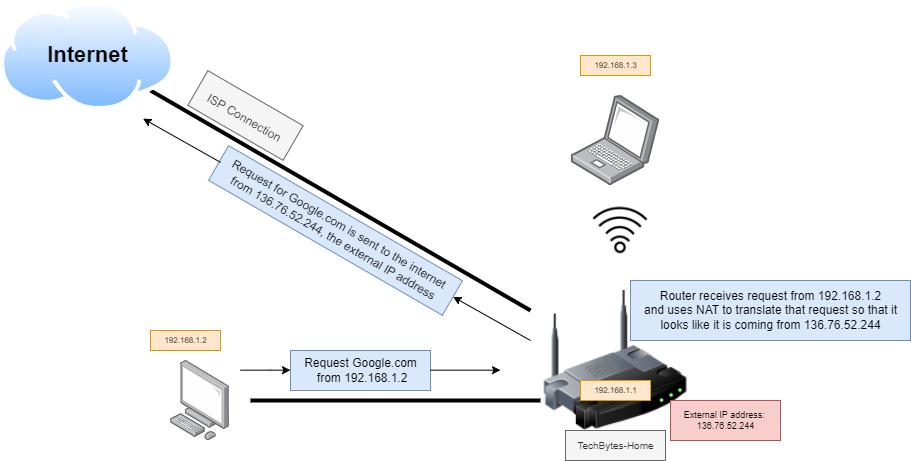 Internet
192.168.1.3
ISP Connection
Request for Google.com is sent to the internet
from 136.76.52.244, the external IP address
Router receives request from 192.168.1.2
and uses NAT to translate that request so that it
looks like it is coming from 136.76.52.244
192.168.1.2
Request Google.com
from 192.168.1.2
192.168.1.1
External IP address:
136.76.52.244
TechBytes-Home